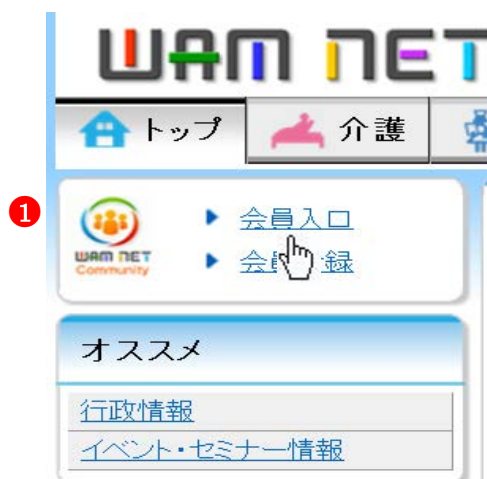 WAM NET
トップ 介護
1
WAM NET
Community
会員入口
会 録
オススメ
行政情報
イベント・セミナー情報